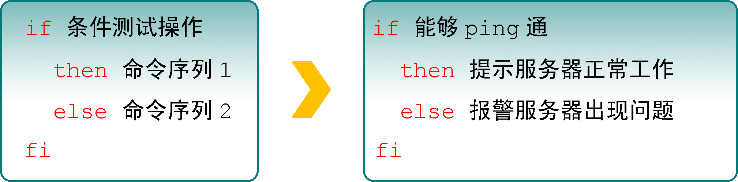 if 条件测试操作
then 命令序列 1
else 命令序列 2
fi
if 能够 ping 通
then 提示服务器正常工作
else 报警服务器出现问题
fi